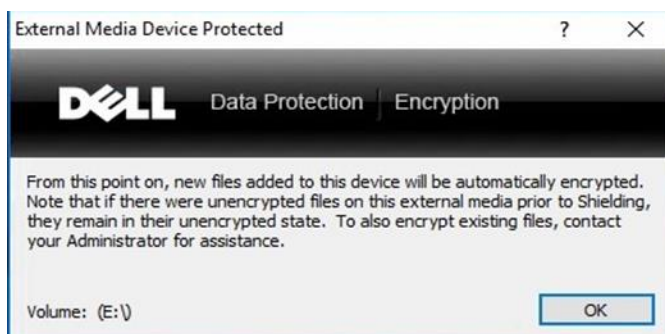 External Media Device Protected ? X
DELL Data Protection | Encryption
From this point on, new files added to this device will be automatically encrypted.
Note that if there were unencrypted files on this external media prior to Shielding,
they remain in their unencrypted state. To also encrypt existing files, contact
your Administrator for assistance.
Volume: (E:\)
OK